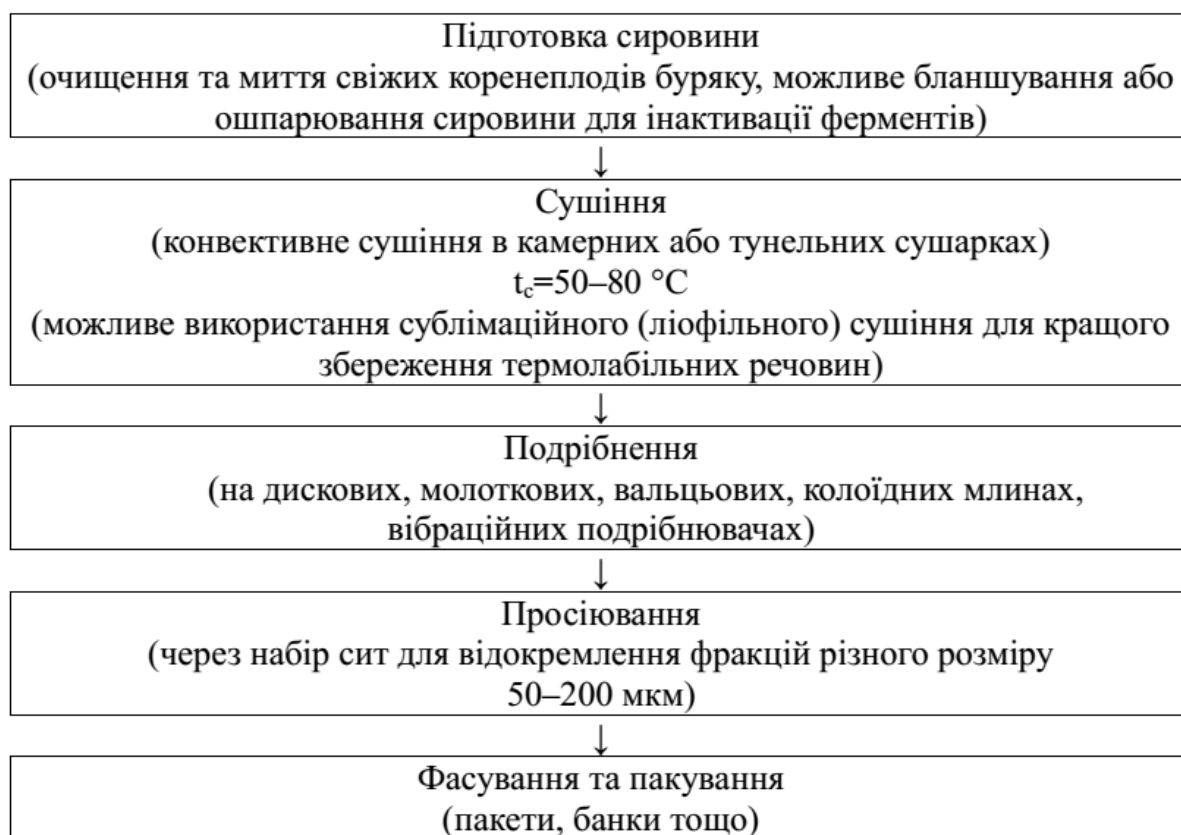 Підготовка сировини
(очищення та миття свіжих коренеплодів буряку, можливе бланшування або
ошпарювання сировини для інактивації ферментів)
↓
Сушіння
(конвективне сушіння в камерних або тунельних сушарках)
tc=50–80 °C
(можливе використання сублімаційного (ліофільного) сушіння для кращого
збереження термолабільних речовин)
↓
Подрібнення
(на дискових, молоткових, вальцьових, колоїдних млинах,
вібраційних подрібнювачах)
↓
Просіювання
(через набір сит для відокремлення фракцій різного розміру
50–200 мкм)
↓
Фасування та пакування
(пакети, банки тощо)